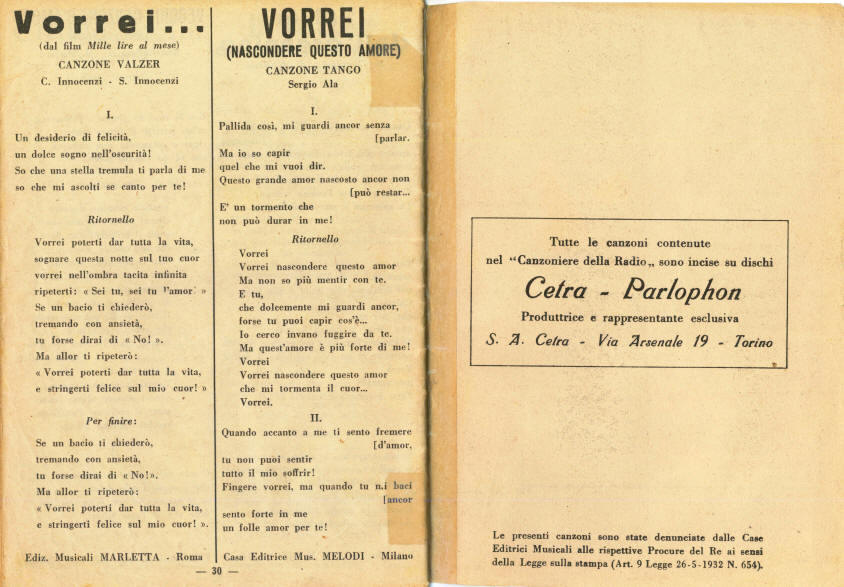 Vorrei...
(dal film Mille lire al mese)
CANZONE VALZER
C. Innocenzi - S. Innocenzi
I.
Un desiderio di felicità,
un dolce sogno nell'oscurità!
So che una stella tremula ti parla di me
so che mi ascolti se canto per te!
Ritornello
Vorrei poterti dar tutta la vita,
sognare questa notte sul tuo cuor
vorrei nell'ombra tacita infinita
ripeterti: « Sei tu, sei tu l'amor »
Se un bacio ti chiederò,
tremando con ansietà,
tu forse dirai di « No! ».
Ma allor ti ripeterò:
« Vorrei poterti dar tutta la vita,
e stringerti felice sul mio cuor! »
Per finire:
Se un bacio ti chiederò,
tremando con ansietà,
tu forse dirai di « No!».
Ma allor ti ripeterò:
« Vorrei poterti dar tutta la vita,
e stringerti felice sul mio cuor! ».
Ediz. Musicali MARLETTA - Roma
VORREI
(NASCONDERE QUESTO AMORE)
CANZONE TANGO
Sergio Ala
I.
Pallida così, mi guardi ancor senza
[parlar.
Ma io so capir
quel che mi vuoi dir.
Questo grande amor nascosto ancor non
[può restar...
E' un tormento che
non può durar in me!
Ritornello
Vorrei
Vorrei nascondere questo amor
Ma non so più mentir con te.
E tu,
che dolcemente mi guardi ancor,
forse tu puoi capir cos'è...
Io cerco invano fuggire da te.
Ma quest'amore è più forte di me!
Vorrei
Vorrei nascondere questo amor
che mi tormenta il cuor...
Vorrei.
II.
Quando accanto a me ti sento fremere
[d'amor,
tu non puoi sentir
tutto il mio soffrir!
Fingere vorrei, ma quando tu n.i baci
[ancor
sento forte in me
un folle amor per te!
Casa Editrice Mus. MELODI - Milano
— 30 —
Tutte le canzoni contenute
nel "Canzoniere della Radio„ sono incise su dischi
Cetra - Parlophon
Produttrice e rappresentante esclusiva
S. A. Cetra - Via Arsenale 19 - Torino
Le presenti canzoni sono state denunciate dalle Case
Editrici Musicali alle rispettive Procure del Re ai sensi
della Legge sulla stampa (Art. 9 Legge 26-5-1932 N. 654).